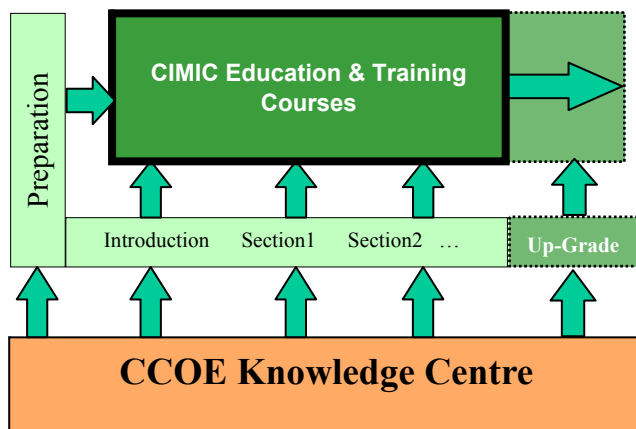 CIMIC Education & Training
Courses
Preparation
Introduction Section1 Section2 …
Up-Grade
CCOE Knowledge Centre